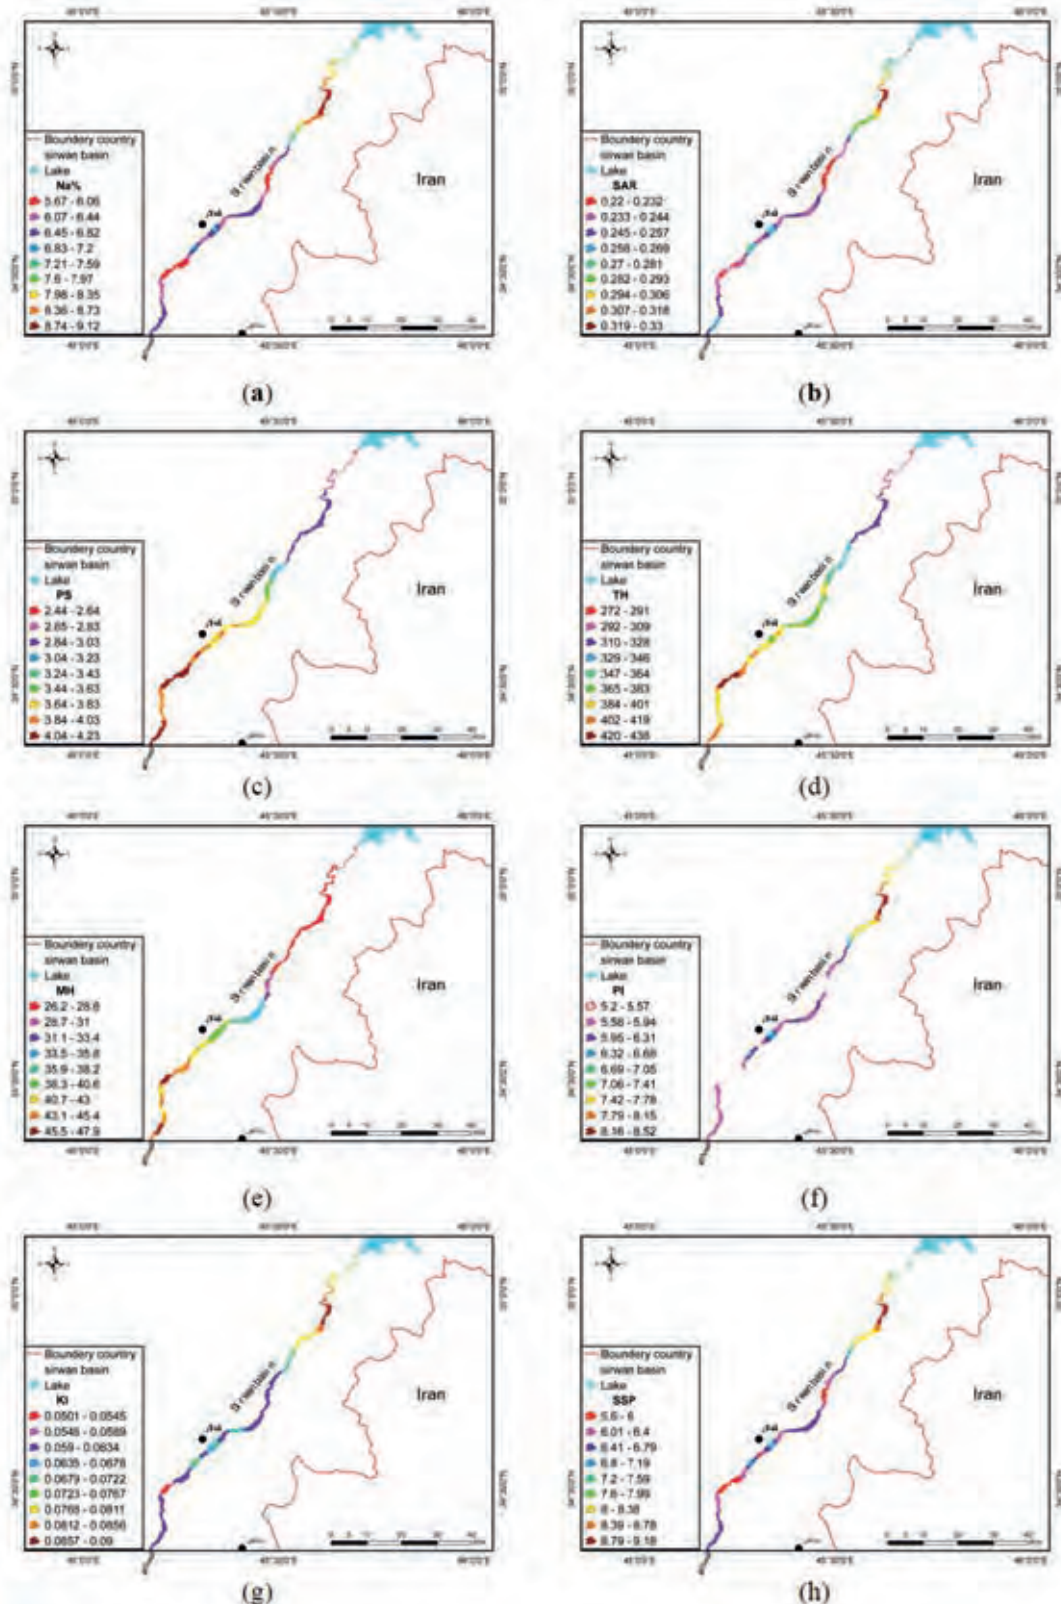 Iran
Sirwan basin
Boundery country
sirwan basin
Lake
Na%
5.67 - 6.06
6.07 - 6.44
6.45 - 6.82
6.83 - 7.2
7.21 - 7.59
7.6 - 7.97
7.98 - 8.35
8.36 - 8.73
8.74 - 9.12
(a)
Iran
Sirwan basin
Boundery country
sirwan basin
Lake
SAR
0.22 - 0.232
0.233 - 0.244
0.245 - 0.257
0.258 - 0.269
0.27 - 0.281
0.282 - 0.293
0.294 - 0.306
0.307 - 0.318
0.319 - 0.33
(b)
Iran
Sirwan basin
Boundery country
sirwan basin
Lake
PS
2.44 - 2.64
2.65 - 2.83
2.84 - 3.03
3.04 - 3.23
3.24 - 3.43
3.44 - 3.63
3.64 - 3.83
3.84 - 4.03
4.04 - 4.23
(c)
Iran
Sirwan basin
Boundery country
sirwan basin
Lake
TH
272 - 291
292 - 309
310 - 328
329 - 346
347 - 364
365 - 383
384 - 401
402 - 419
420 - 438
(d)
Iran
Sirwan basin
Boundery country
sirwan basin
Lake
MH
26.2 - 28.6
28.7 - 31
31.1 - 33.4
33.5 - 35.8
35.9 - 38.2
38.3 - 40.6
40.7 - 43
43.1 - 45.4
45.5 - 47.9
(e)
Iran
Sirwan basin
Boundery country
sirwan basin
Lake
PI
5.2 - 5.57
5.58 - 5.94
5.95 - 6.31
6.32 - 6.68
6.69 - 7.05
7.06 - 7.41
7.42 - 7.78
7.79 - 8.15
8.16 - 8.52
(f)
Iran
Sirwan basin
Boundery country
sirwan basin
Lake
KI
0.0501 - 0.0545
0.0546 - 0.0589
0.059 - 0.0634
0.0635 - 0.0678
0.0679 - 0.0722
0.0723 - 0.0767
0.0768 - 0.0811
0.0812 - 0.0856
0.0857 - 0.09
(g)
Iran
Sirwan basin
Boundery country
sirwan basin
Lake
SSP
5.6 - 6
6.01 - 6.4
6.41 - 6.79
6.8 - 7.19
7.2 - 7.59
7.6 - 7.99
8 - 8.38
8.39 - 8.78
8.79 - 9.18
(h)